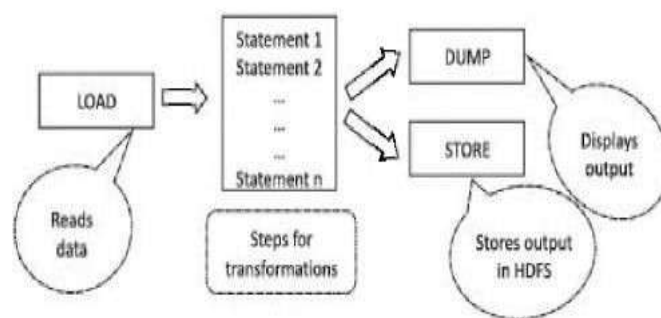 LOAD
Reads
data
Statement 1
Statement 2
...
...
...
Statement n
Steps for
transformations
DUMP
Displays
output
STORE
Stores output
in HDFS